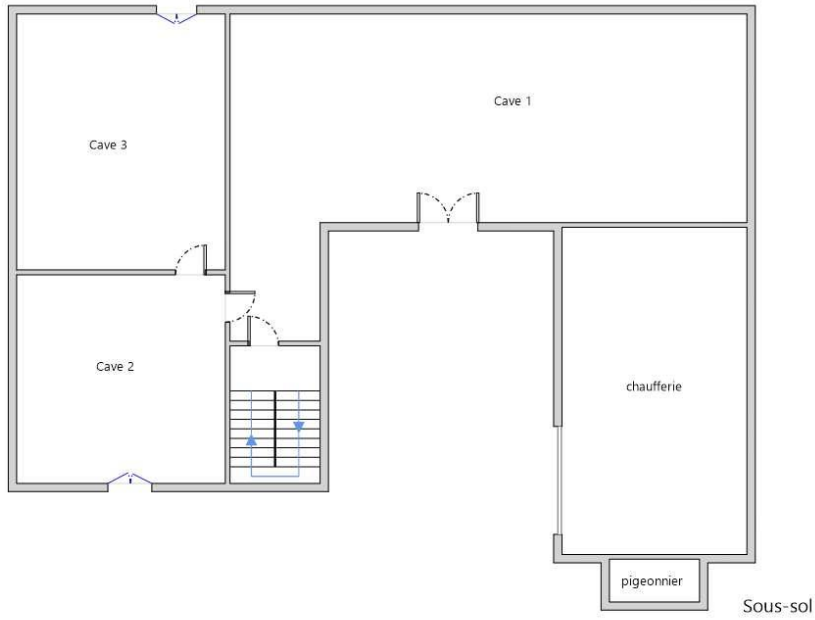 Cave 1
Cave 3
Cave 2
chaufferie
pigeonnier
Sous-sol